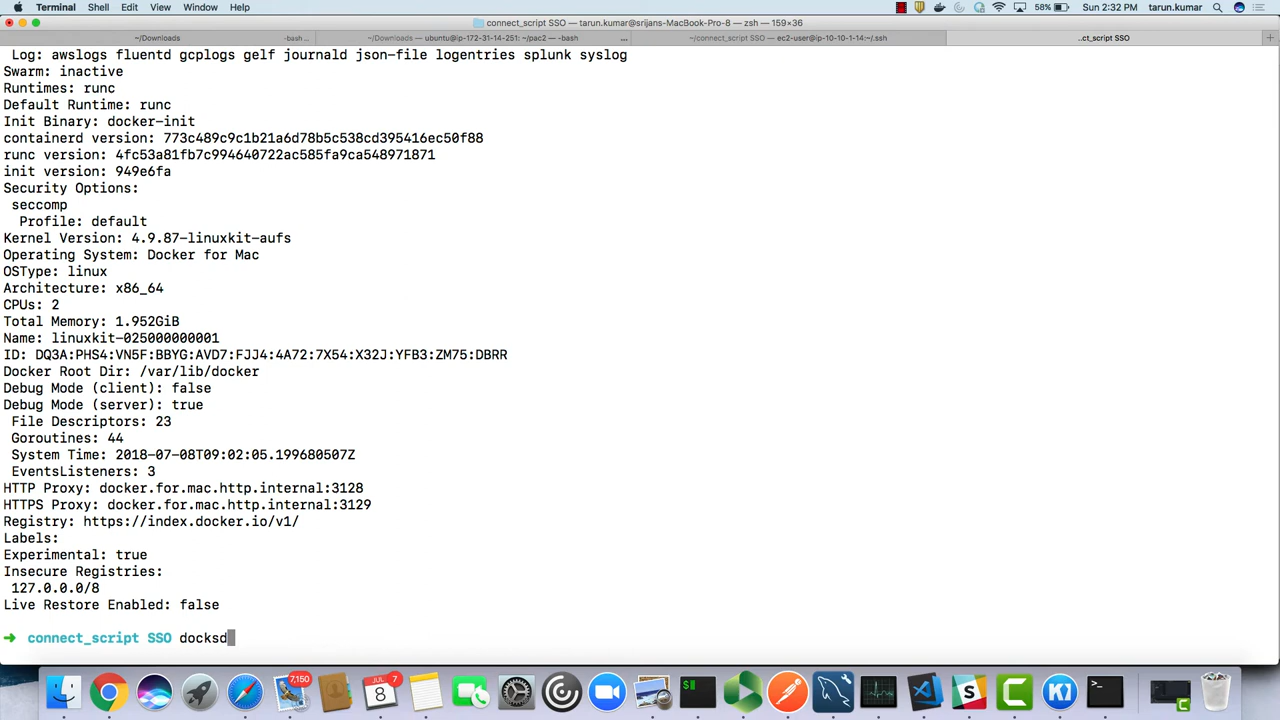 Terminal Shell Edit View Window Help 58% Sun 2:32 PM tarun.kumar
connect_script SSO — tarun.kumar@srijans-MacBook-Pro-8 — zsh — 159×36
~/Downloads -bash... ~/Downloads — ubuntu@ip-172-31-14-251: ~/pac2 — -bash ... ~/connect_script SSO — ec2-user@ip-10-10-1-14:~/.ssh ..ct_script SSO
Log: awslogs fluentd gcplogs gelf journald json-file logentries splunk syslog
Swarm: inactive
Runtimes: runc
Default Runtime: runc
Init Binary: docker-init
containerd version: 773c489c9c1b21a6d78b5c538cd395416ec50f88
runc version: 4fc53a81fb7c994640722ac585fa9ca548971871
init version: 949e6fa
Security Options:
seccomp
Profile: default
Kernel Version: 4.9.87-linuxkit-aufs
Operating System: Docker for Mac
OSType: linux
Architecture: x86_64
CPUs: 2
Total Memory: 1.952GiB
Name: linuxkit-025000000001
ID: DQ3A:PHS4:VN5F:BBYG:AVD7:FJJ4:4A72:7X54:X32J:YFB3:ZM75:DBRR
Docker Root Dir: /var/lib/docker
Debug Mode (client): false
Debug Mode (server): true
File Descriptors: 23
Goroutines: 44
System Time: 2018-07-08T09:02:05.199680507Z
EventsListeners: 3
HTTP Proxy: docker.for.mac.http.internal:3128
HTTPS Proxy: docker.for.mac.http.internal:3129
Registry: https://index.docker.io/v1/
Labels:
Experimental: true
Insecure Registries:
127.0.0.0/8
Live Restore Enabled: false
➜ connect_script SSO docksd
7,150
JUL 7
8